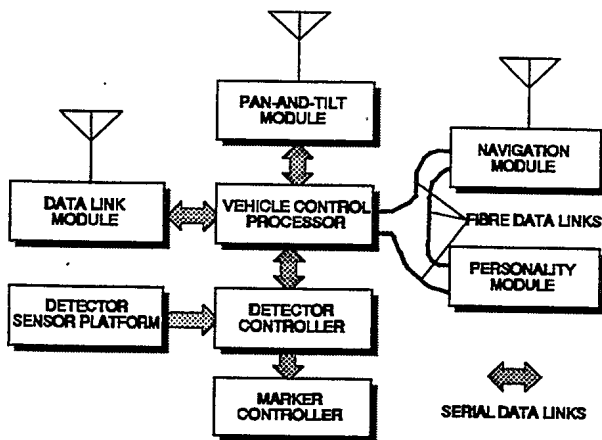 PAN-AND-TILT
MODULE
NAVIGATION
MODULE
DATA LINK
MODULE
VEHICLE CONTROL
PROCESSOR
FIBRE DATA LINKS
PERSONALITY
MODULE
DETECTOR
SENSOR PLATFORM
DETECTOR
CONTROLLER
MARKER
CONTROLLER
SERIAL DATA LINKS